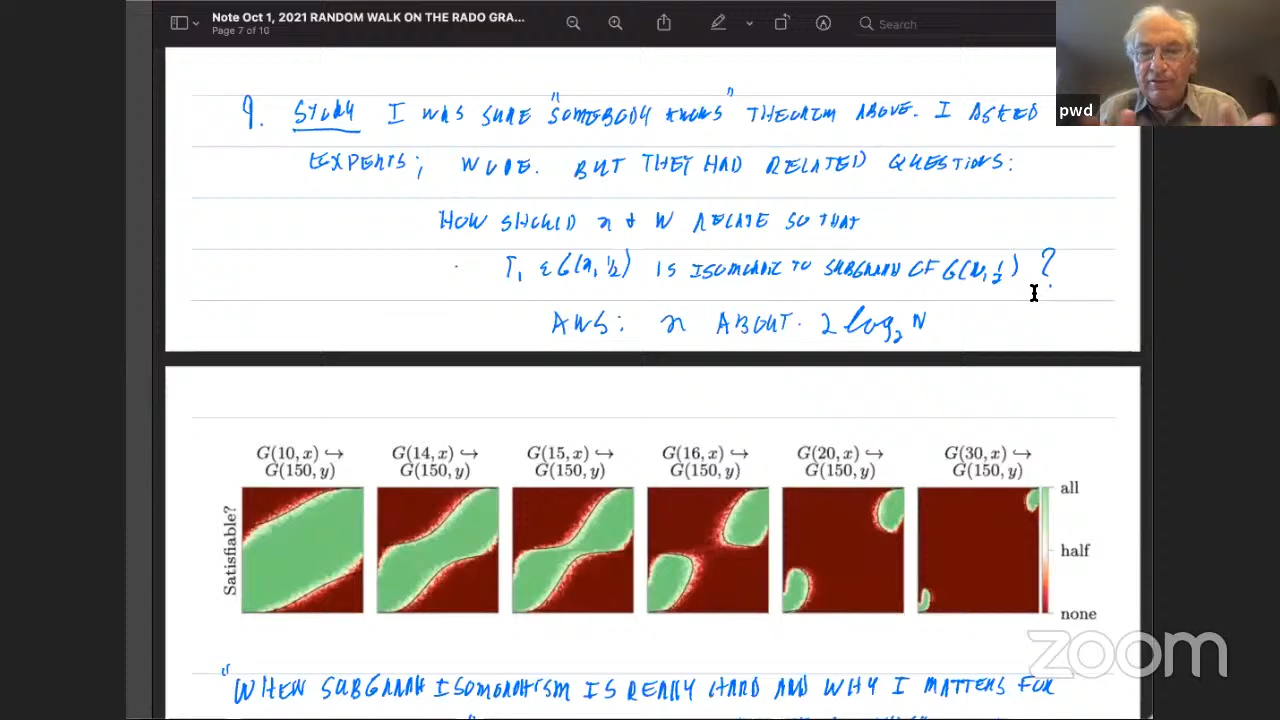 Note Oct 1, 2021 RANDOM WALK ON THE RADO GRA...
Page 7 of 10
Search
pwd
9. STORY I WAS SURE "SOMEBODY KNOWS" THEOREM ABOVE. I ASKED
EXPERTS; NOPE. BUT THEY HAD RELATED QUESTIONS:
HOW SHOULD n & N RELATE SO THAT
IS ISOMORPHIC TO SUBGRAPH OF G(N, 1/2) ?
ANS: n ABOUT 2 log₂ N
G(10, x) ↪ G(14, x) ↪ G(15, x) ↪ G(16, x) ↪ G(20, x) ↪ G(30, x) ↪
G(150, y) G(150, y) G(150, y) G(150, y) G(150, y) G(150, y)
Satisfiable?
all
half
none
zoom
"WHEN SUBGRAPH ISOMORPHISM IS REALLY HARD AND WHY I MATTERS FOR